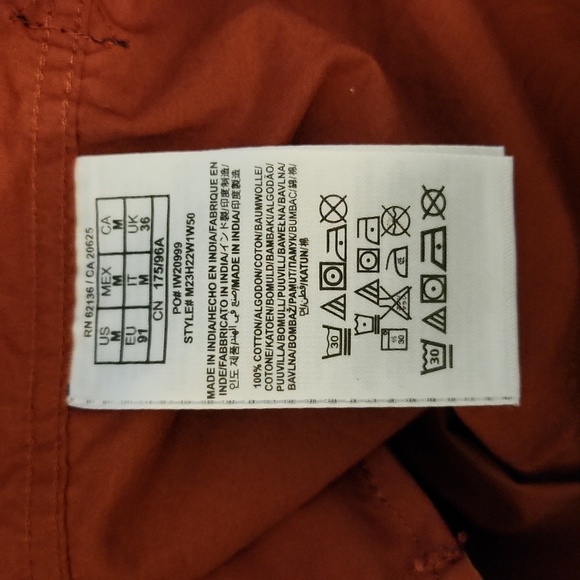 RN 62136 / CA 20625
US MEX CA
M M M
EU IT UK
91 M 36
CN 175/96A
PO# IW20999
STYLE# M23H22W1W50
MADE IN INDIA/HECHO EN INDIA/FABRIQUE EN
INDE/FABBRICATO IN INDIA/インド製/印度制造/
인도 제품/صنع في الهند/MADE IN INDIA/印度製造
100% COTTON/ALGODON/COTON/BAUMWOLLE/
COTONE/KATOEN/BOMULD/BAMBAKI/ALGODÃO/
PUUVILLA/BOMULL/PUUVILLI/BAWEŁNA/BAVLNA/
BAVLNA/BOMBAŽ/PAMUT/ПАМУК/BUMBAC/綿/棉/
면/قطن/KATUN/棉
30
30
30